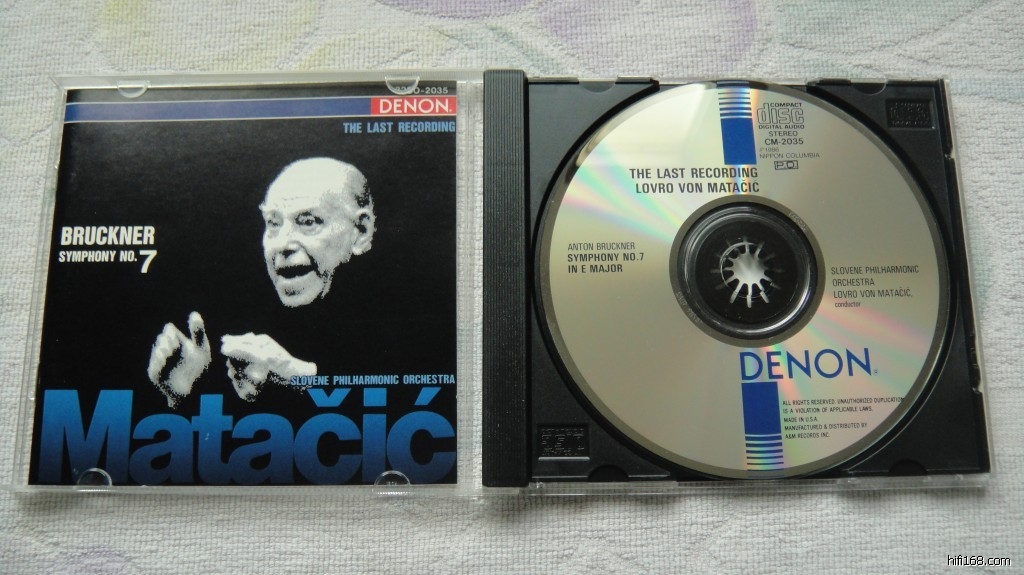 DENON
THE LAST RECORDING
BRUCKNER
SYMPHONY NO. 7
SLOVENE PHILHARMONIC ORCHESTRA
Matačić
COMPACT
disc
DIGITAL AUDIO
STEREO
CM-2035
℗1986
NIPPON COLUMBIA
THE LAST RECORDING
LOVRO VON MATAČIĆ
ANTON BRUCKNER
SYMPHONY NO.7
IN E MAJOR
SLOVENE PHILHARMONIC
ORCHESTRA
LOVRO VON MATAČIĆ,
conductor
DENON®
ALL RIGHTS RESERVED. UNAUTHORIZED DUPLICATION
IS A VIOLATION OF APPLICABLE LAWS.
MADE IN U.S.A.
MANUFACTURED & DISTRIBUTED BY
A&M RECORDS INC.
hifi168.com